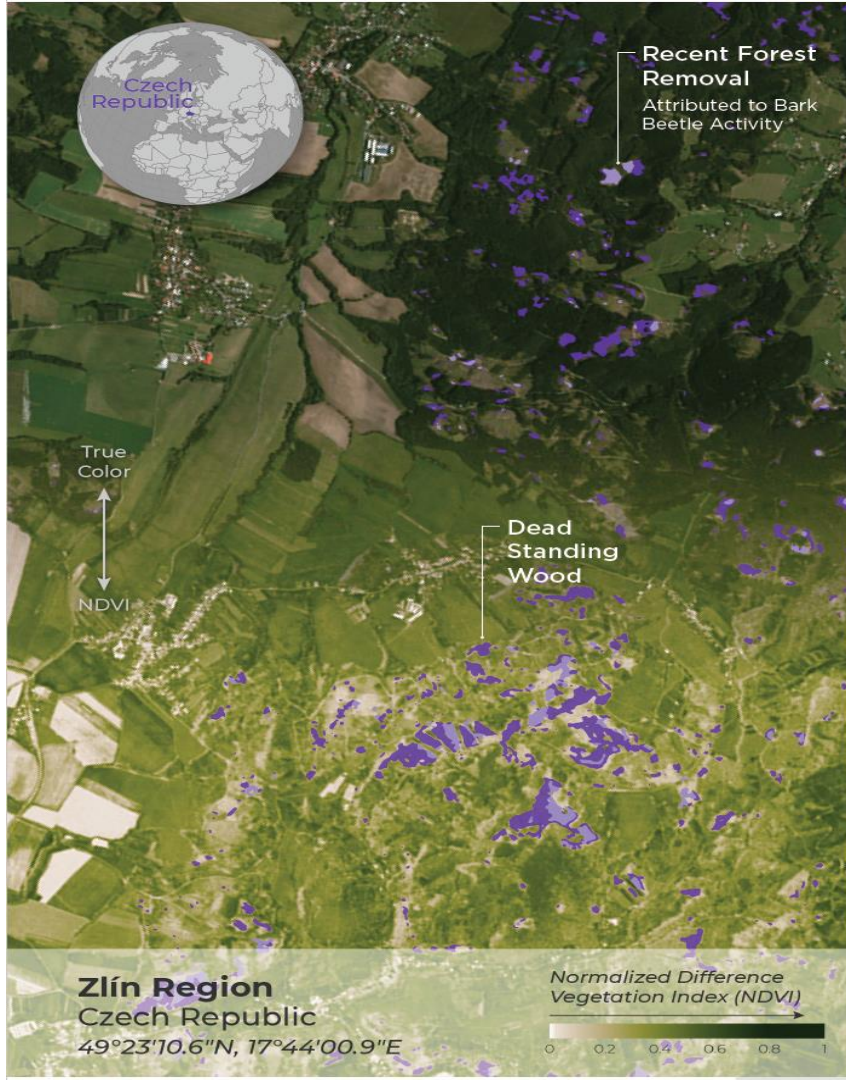 Czech
Republic
Recent Forest
Removal
Attributed to Bark
Beetle Activity *
True
Color
NDVI
Dead
Standing
Wood
Zlín Region
Czech Republic
49°23'10.6"N, 17°44'00.9"E
Normalized Difference
Vegetation Index (NDVI)
0 0.2 0.4 0.6 0.8 1